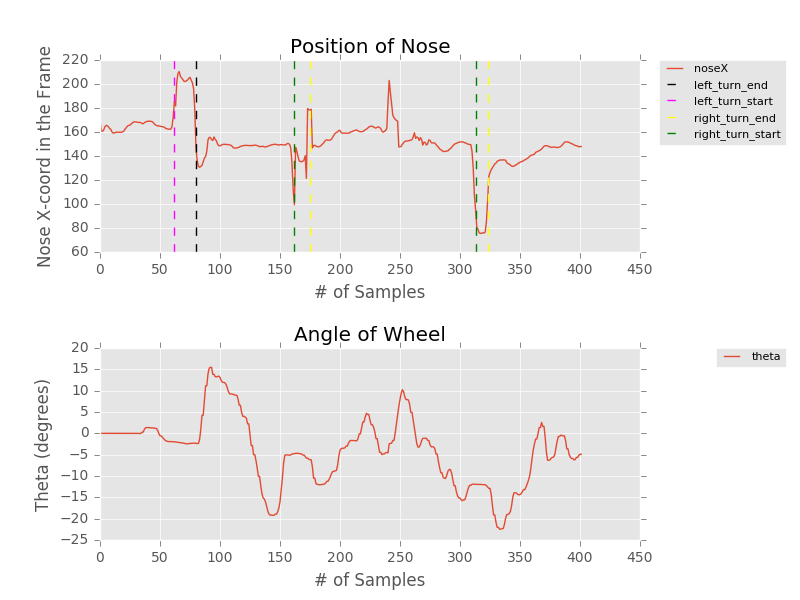 Position of Nose
Nose X-coord in the Frame
220
200
180
160
140
120
100
80
60
0 50 100 150 200 250 300 350 400 450
# of Samples
noseX
left_turn_end
left_turn_start
right_turn_end
right_turn_start
Angle of Wheel
Theta (degrees)
20
15
10
5
0
−5
−10
−15
−20
−25
0 50 100 150 200 250 300 350 400 450
# of Samples
theta